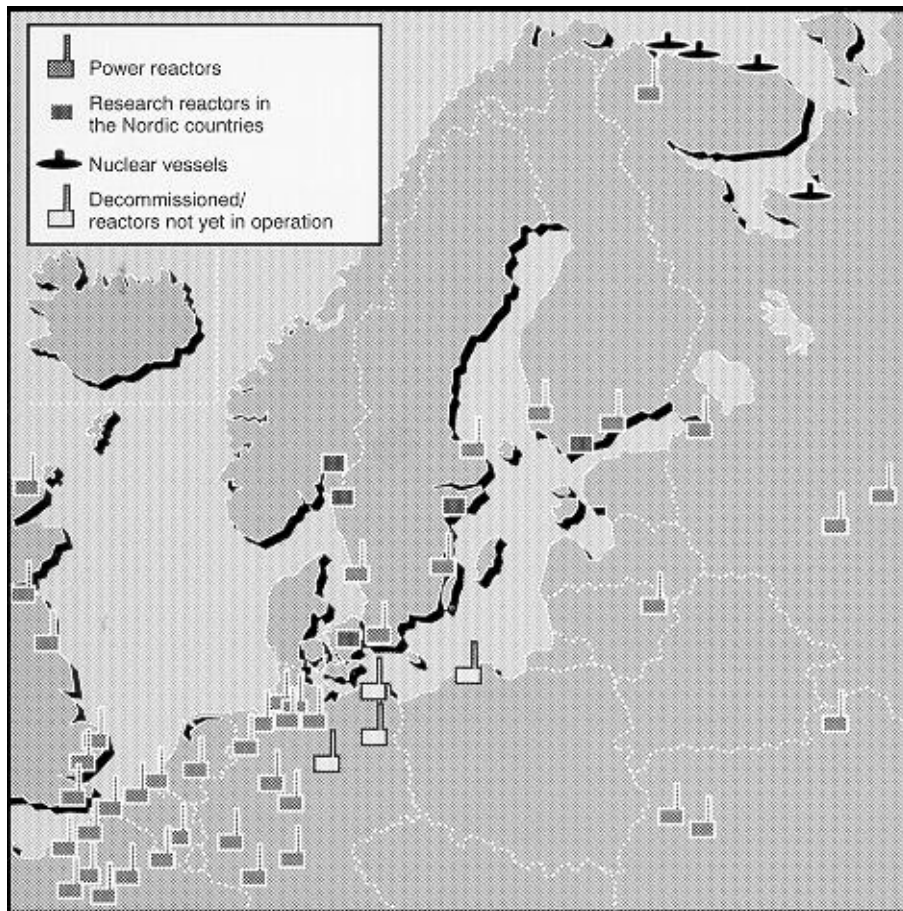 Power reactors
Research reactors in
the Nordic countries
Nuclear vessels
Decommissioned/
reactors not yet in operation